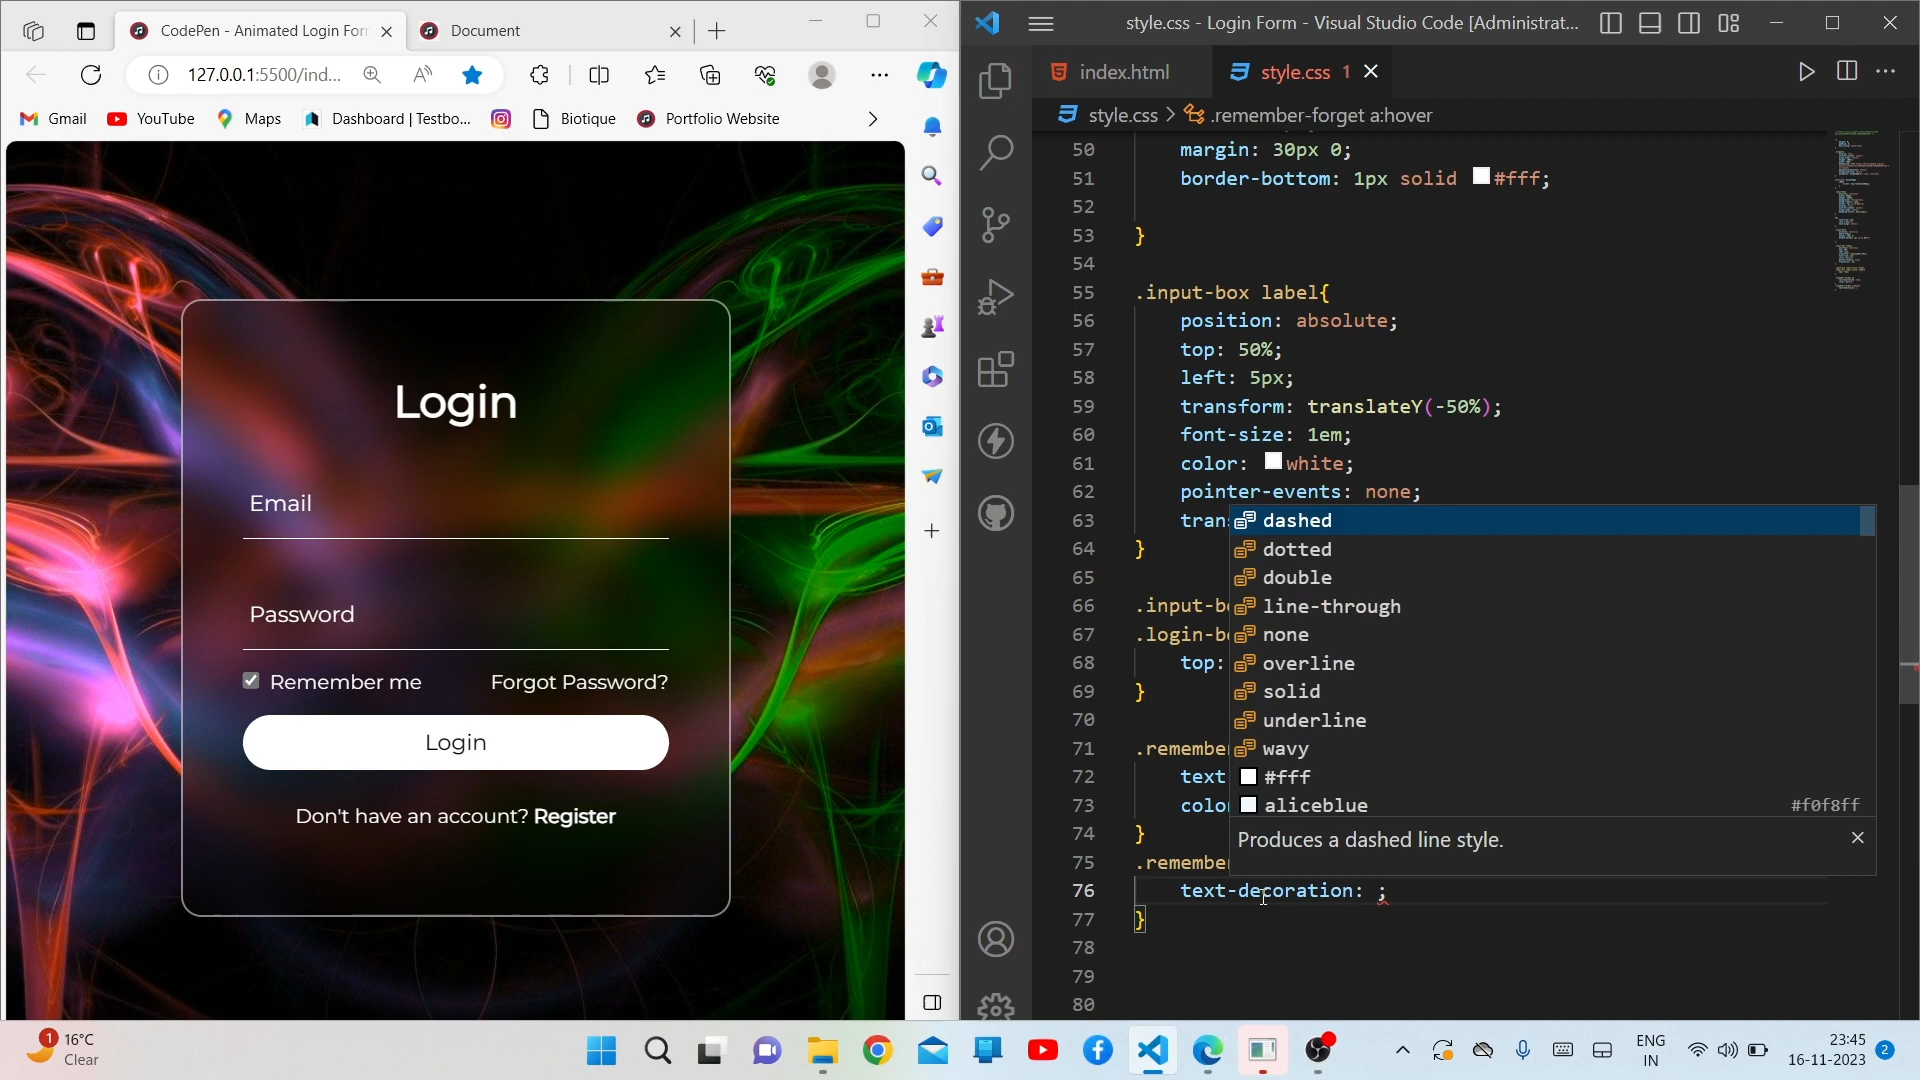 CodePen - Animated Login For
Document
127.0.0.1:5500/ind...
Gmail
YouTube
Maps
Dashboard | Testbo...
Biotique
Portfolio Website
Login
Email
Password
Remember me
Forgot Password?
Login
Don't have an account? Register
style.css - Login Form - Visual Studio Code [Administrat...
index.html
style.css 1
style.css > .remember-forget a:hover
50 margin: 30px 0;
51 border-bottom: 1px solid #fff;
52
53 }
54
55 .input-box label{
56 position: absolute;
57 top: 50%;
58 left: 5px;
59 transform: translateY(-50%);
60 font-size: 1em;
61 color: white;
62 pointer-events: none;
63 tran
64 }
65
66 .input-b
67 .login-b
68 top:
69 }
70
71 .remembe
72 text
73 colo
74 }
75 .remembe
76 text-decoration: ;
77 }
78
79
80
dashed
dotted
double
line-through
none
overline
solid
underline
wavy
#fff
aliceblue #f0f8ff
Produces a dashed line style.
1
16°C
Clear
ENG
IN
23:45
16-11-2023
2